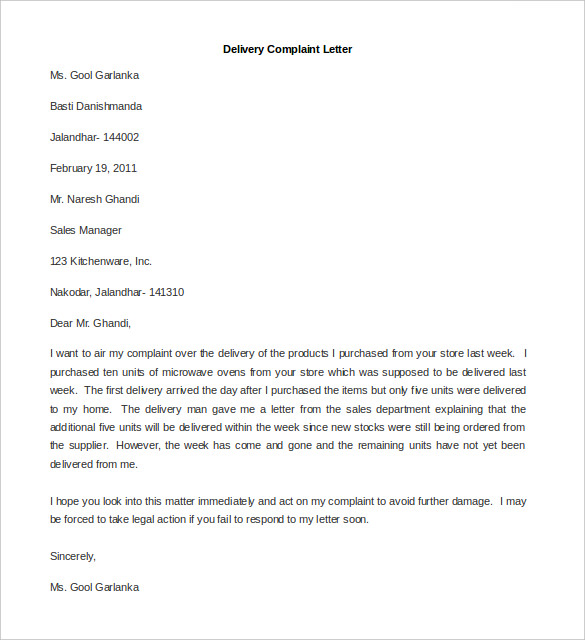 Delivery Complaint Letter
Ms. Gool Garlanka
Basti Danishmanda
Jalandhar- 144002
February 19, 2011
Mr. Naresh Ghandi
Sales Manager
123 Kitchenware, Inc.
Nakodar, Jalandhar- 141310
Dear Mr. Ghandi,
I want to air my complaint over the delivery of the products I purchased from your store last week. I
purchased ten units of microwave ovens from your store which was supposed to be delivered last
week. The first delivery arrived the day after I purchased the items but only five units were delivered
to my home. The delivery man gave me a letter from the sales department explaining that the
additional five units will be delivered within the week since new stocks were still being ordered from
the supplier. However, the week has come and gone and the remaining units have not yet been
delivered from me.
I hope you look into this matter immediately and act on my complaint to avoid further damage. I may
be forced to take legal action if you fail to respond to my letter soon.
Sincerely,
Ms. Gool Garlanka